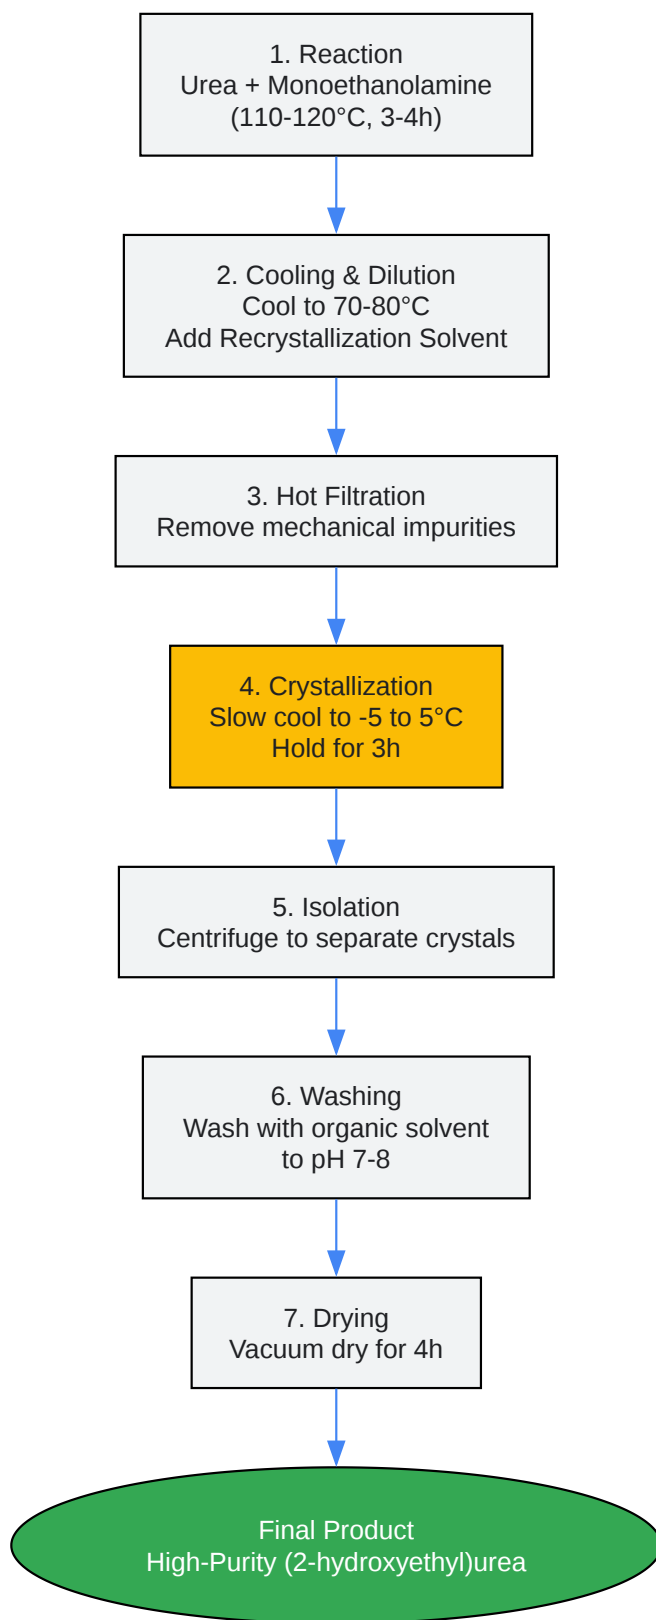 1. Reaction
Urea + Monoethanolamine
(110-120°C, 3-4h)
2. Cooling & Dilution
Cool to 70-80°C
Add Recrystallization Solvent
3. Hot Filtration
Remove mechanical impurities
4. Crystallization
Slow cool to -5 to 5°C
Hold for 3h
5. Isolation
Centrifuge to separate crystals
6. Washing
Wash with organic solvent
to pH 7-8
7. Drying
Vacuum dry for 4h
Final Product
High-Purity (2-hydroxyethyl)urea